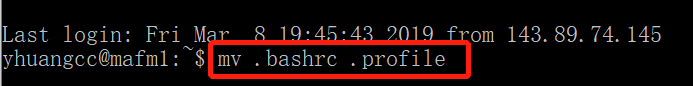 Last login: Fri Mar  8 19:45:43 2019 from 143.89.74.145
yhuangcc@mafm1:~$ mv .bashrc .profile